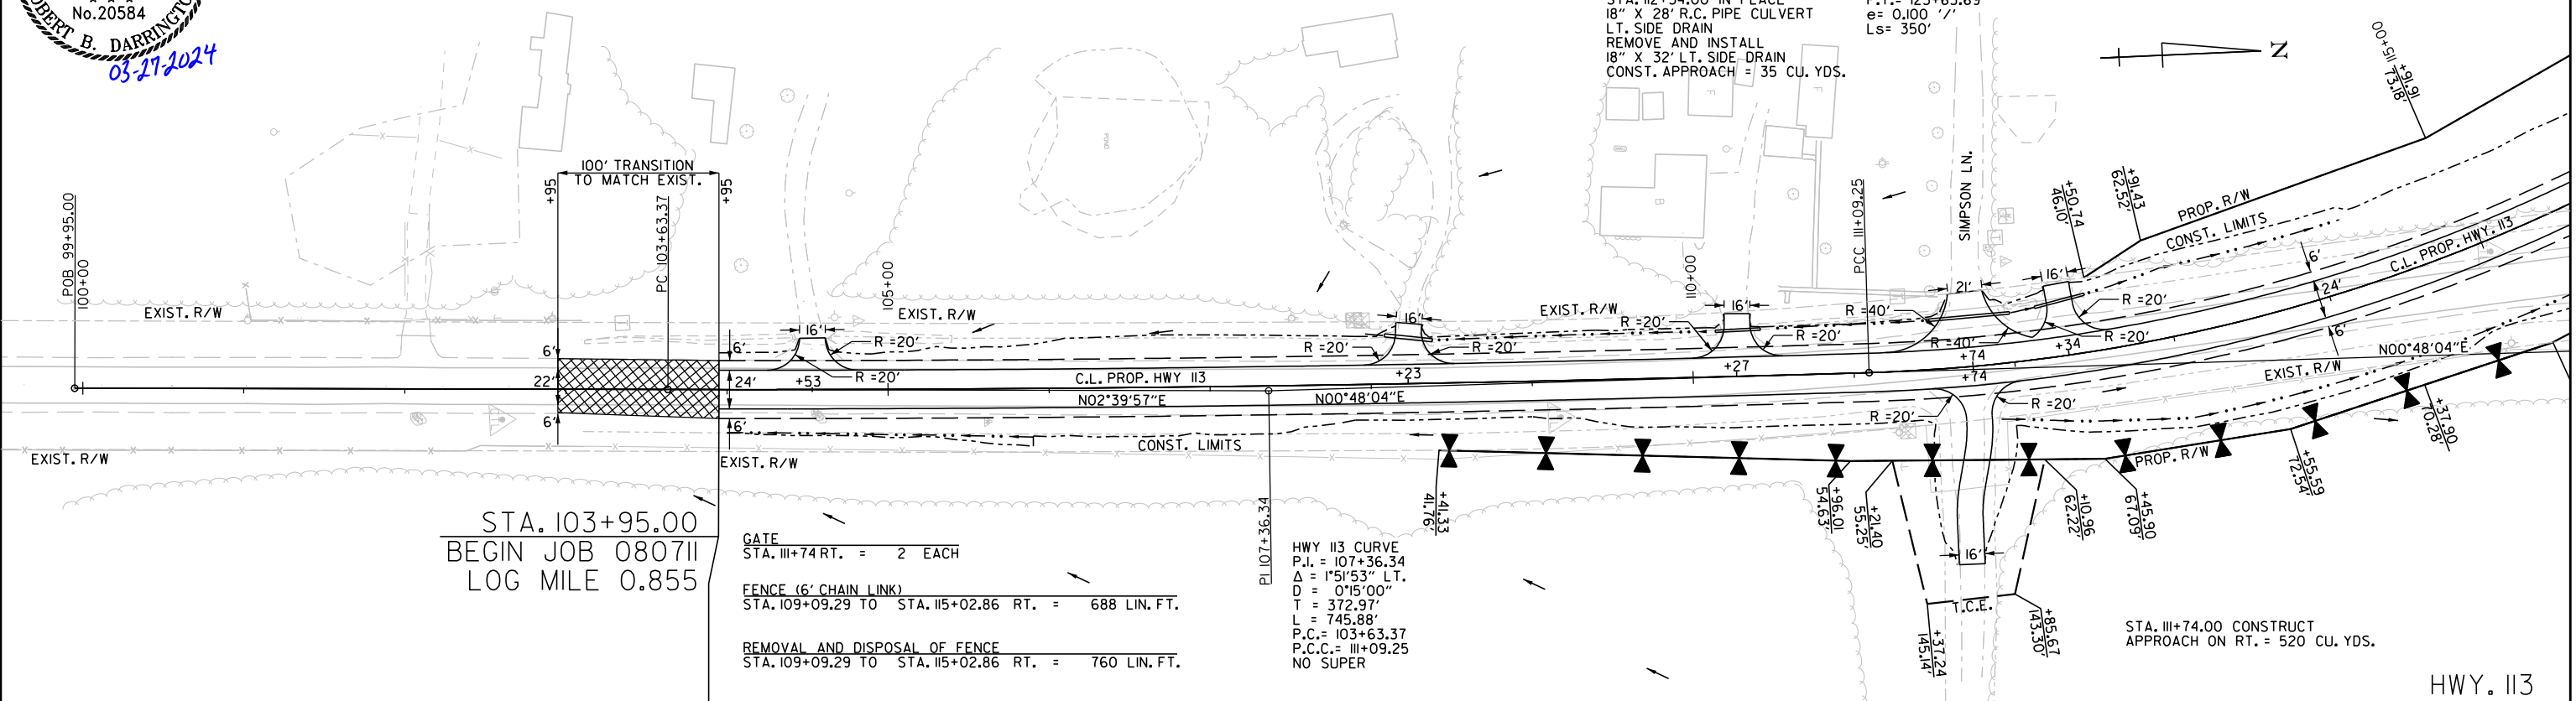 No.20584
ROBERT B. DARRINGTON
03-27-2024
STA. 112+54.00 IN PLACE
18" X 28' R.C. PIPE CULVERT
LT. SIDE DRAIN
REMOVE AND INSTALL
18" X 32' LT. SIDE DRAIN
CONST. APPROACH = 35 CU. YDS.
P.T.= 125+65.69
e= 0.100 '/'
Ls= 350'
N
+91.91
115+00
73.18'
100' TRANSITION
TO MATCH EXIST.
+95
+95
POB 99+95.00
100+00
PC 103+63.37
105+00
110+00
PCC 111+09.25
SIMPSON LN.
+50.74
46.10'
+91.43
62.52'
PROP. R/W
CONST. LIMITS
C.L. PROP. HWY. 113
POND
EXIST. R/W
EXIST. R/W
EXIST. R/W
6'
22'
6'
6'
24'
6'
16'
R =20'
R =20'
+53
16'
R =20'
R =20'
+23
16'
R =20'
R =20'
+27
21'
R =40'
R =40'
+74
+74
16'
R =20'
R =20'
+34
6'
24'
6'
C.L. PROP. HWY 113
N02°39'57"E
N00°48'04"E
N00°48'04"E
EXIST. R/W
R =20'
R =20'
CONST. LIMITS
EXIST. R/W
EXIST. R/W
PROP. R/W
+37.90
70.28'
+55.59
72.54'
+45.90
67.09'
+10.96
62.22'
+21.40
55.25'
+96.01
54.63'
+41.33
41.76'
PI 107+36.34
16'
T.C.E.
+37.24
145.14'
+85.67
143.30'
STA. 103+95.00
BEGIN JOB 080711
LOG MILE 0.855
GATE
STA. 111+74 RT. = 2 EACH
FENCE (6' CHAIN LINK)
STA. 109+09.29 TO STA. 115+02.86 RT. = 688 LIN. FT.
REMOVAL AND DISPOSAL OF FENCE
STA. 109+09.29 TO STA. 115+02.86 RT. = 760 LIN. FT.
HWY 113 CURVE
P.I. = 107+36.34
Δ = 1°51'53" LT.
D = 0°15'00"
T = 372.97'
L = 745.88'
P.C.= 103+63.37
P.C.C.= 111+09.25
NO SUPER
STA. 111+74.00 CONSTRUCT
APPROACH ON RT. = 520 CU. YDS.
HWY. 113